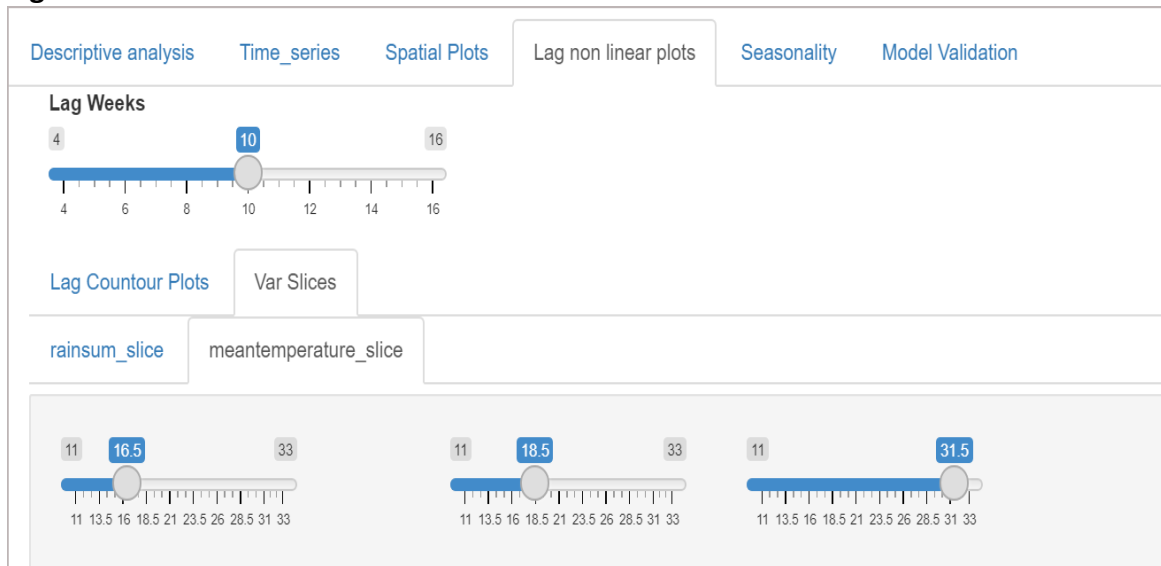 Descriptive analysis Time_series Spatial Plots Lag non linear plots Seasonality Model Validation
Lag Weeks
4 10 16
4 6 8 10 12 14 16
Lag Countour Plots Var Slices
rainsum_slice meantemperature_slice
11 16.5 33 11 18.5 33 11 31.5
11 13.5 16 18.5 21 23.5 26 28.5 31 33 11 13.5 16 18.5 21 23.5 26 28.5 31 33 11 13.5 16 18.5 21 23.5 26 28.5 31 33